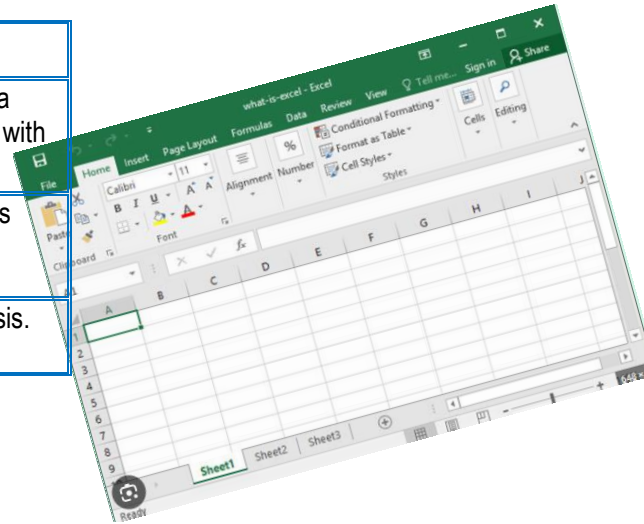 a
with
s
sis.
what-is-excel - Excel
Sign in Share
File Home Insert Page Layout Formulas Data Review View Tell me...
Calibri 11
B I U A A
Paste
Clipboard
Font
Alignment
Number
%
Conditional Formatting
Format as Table
Cell Styles
Styles
Cells
Editing
A1 fx
A B C D E F G H I J
1
2
3
4
5
6
7
8
9
Sheet1 Sheet2 Sheet3
Ready